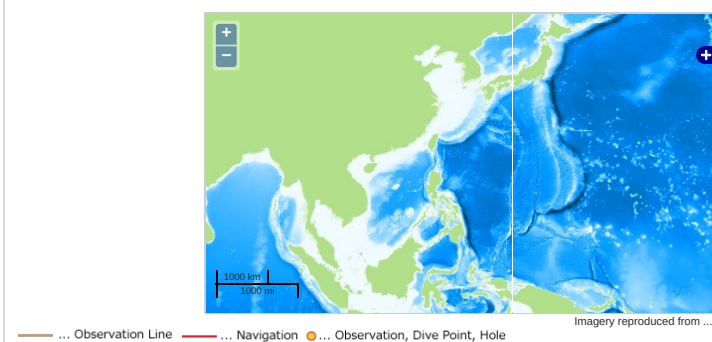 +
−
+
1000 km
1000 mi
Imagery reproduced from ...
... Observation Line ... Navigation ... Observation, Dive Point, Hole